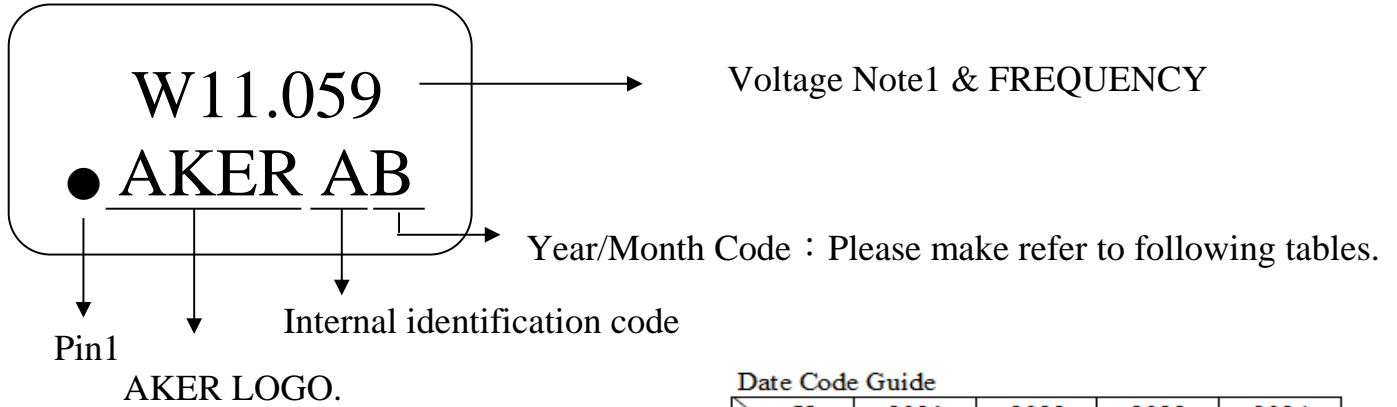 W11.059
Voltage Note1 & FREQUENCY
AKER AB
Year/Month Code：Please make refer to following tables.
Internal identification code
Pin1
AKER LOGO.
Date Code Guide